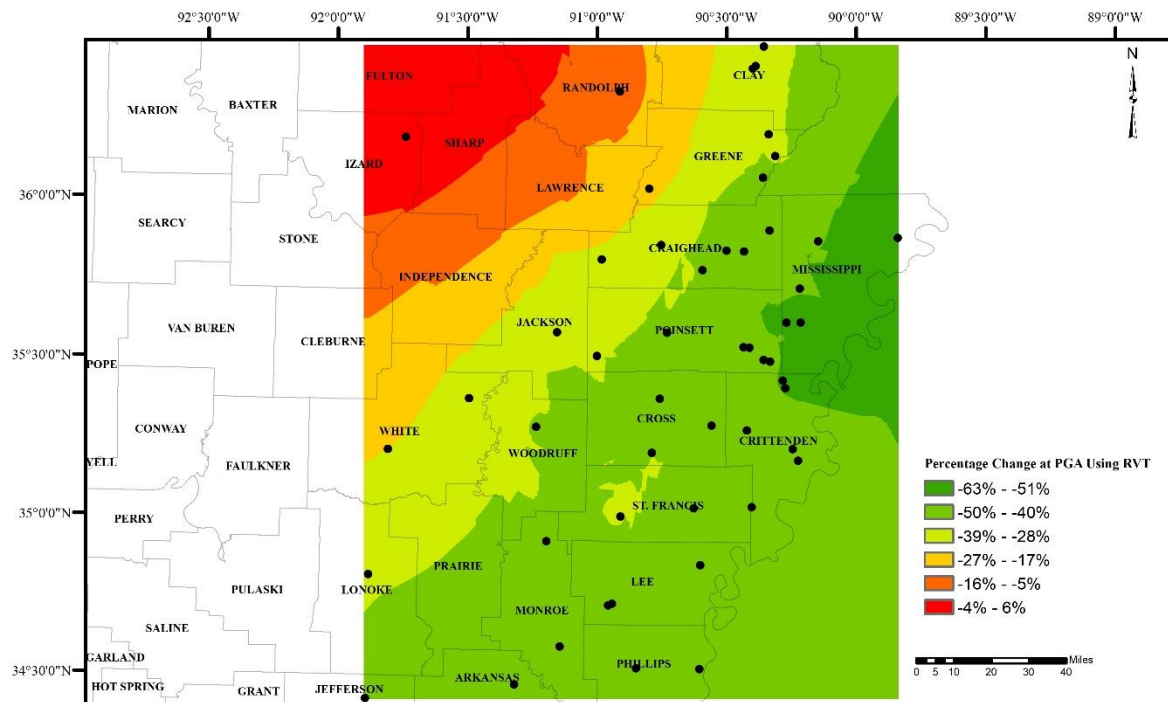 92°30'0"W 92°0'0"W 91°30'0"W 91°0'0"W 90°30'0"W 90°0'0"W 89°30'0"W 89°0'0"W
N
FULTON
CLAY
RANDOLPH
MARION
BAXTER
SHARP
IZARD
GREENE
36°0'0"N
LAWRENCE
SEARCY
STONE
CRAIGHEAD
MISSISSIPPI
INDEPENDENCE
JACKSON
VAN BUREN
POINSETT
CLEBURNE
35°30'0"N
POPE
CROSS
WHITE
CONWAY
CRITTENDEN
WOODRUFF
YELL
FAULKNER
Percentage Change at PGA Using RVT
-63% - -51%
-50% - -40%
-39% - -28%
-27% - -17%
-16% - -5%
-4% - 6%
ST. FRANCIS
35°0'0"N
PERRY
PRAIRIE
LEE
PULASKI
LONOKE
MONROE
SALINE
GARLAND
PHILLIPS
34°30'0"N
ARKANSAS
HOT SPRING
GRANT
JEFFERSON
Miles
0 5 10 20 30 40